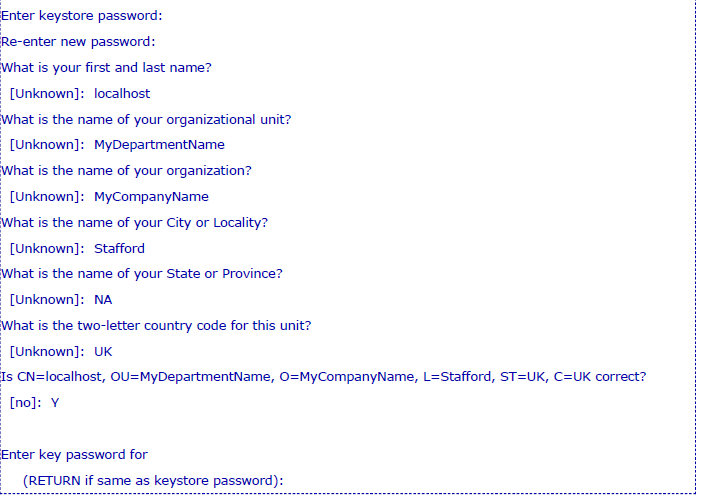 Enter keystore password:
Re-enter new password:
What is your first and last name?
[Unknown]: localhost
What is the name of your organizational unit?
[Unknown]: MyDepartmentName
What is the name of your organization?
[Unknown]: MyCompanyName
What is the name of your City or Locality?
[Unknown]: Stafford
What is the name of your State or Province?
[Unknown]: NA
What is the two-letter country code for this unit?
[Unknown]: UK
Is CN=localhost, OU=MyDepartmentName, O=MyCompanyName, L=Stafford, ST=UK, C=UK correct?
[no]: Y
Enter key password for
(RETURN if same as keystore password):